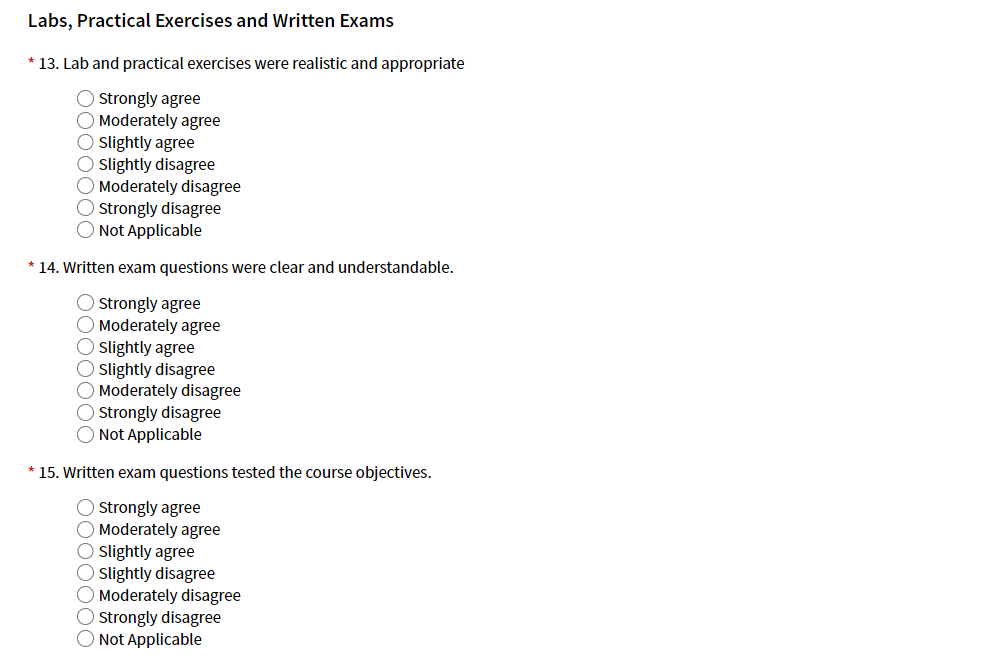 Labs, Practical Exercises and Written Exams
* 13. Lab and practical exercises were realistic and appropriate
Strongly agree
Moderately agree
Slightly agree
Slightly disagree
Moderately disagree
Strongly disagree
Not Applicable
* 14. Written exam questions were clear and understandable.
Strongly agree
Moderately agree
Slightly agree
Slightly disagree
Moderately disagree
Strongly disagree
Not Applicable
* 15. Written exam questions tested the course objectives.
Strongly agree
Moderately agree
Slightly agree
Slightly disagree
Moderately disagree
Strongly disagree
Not Applicable